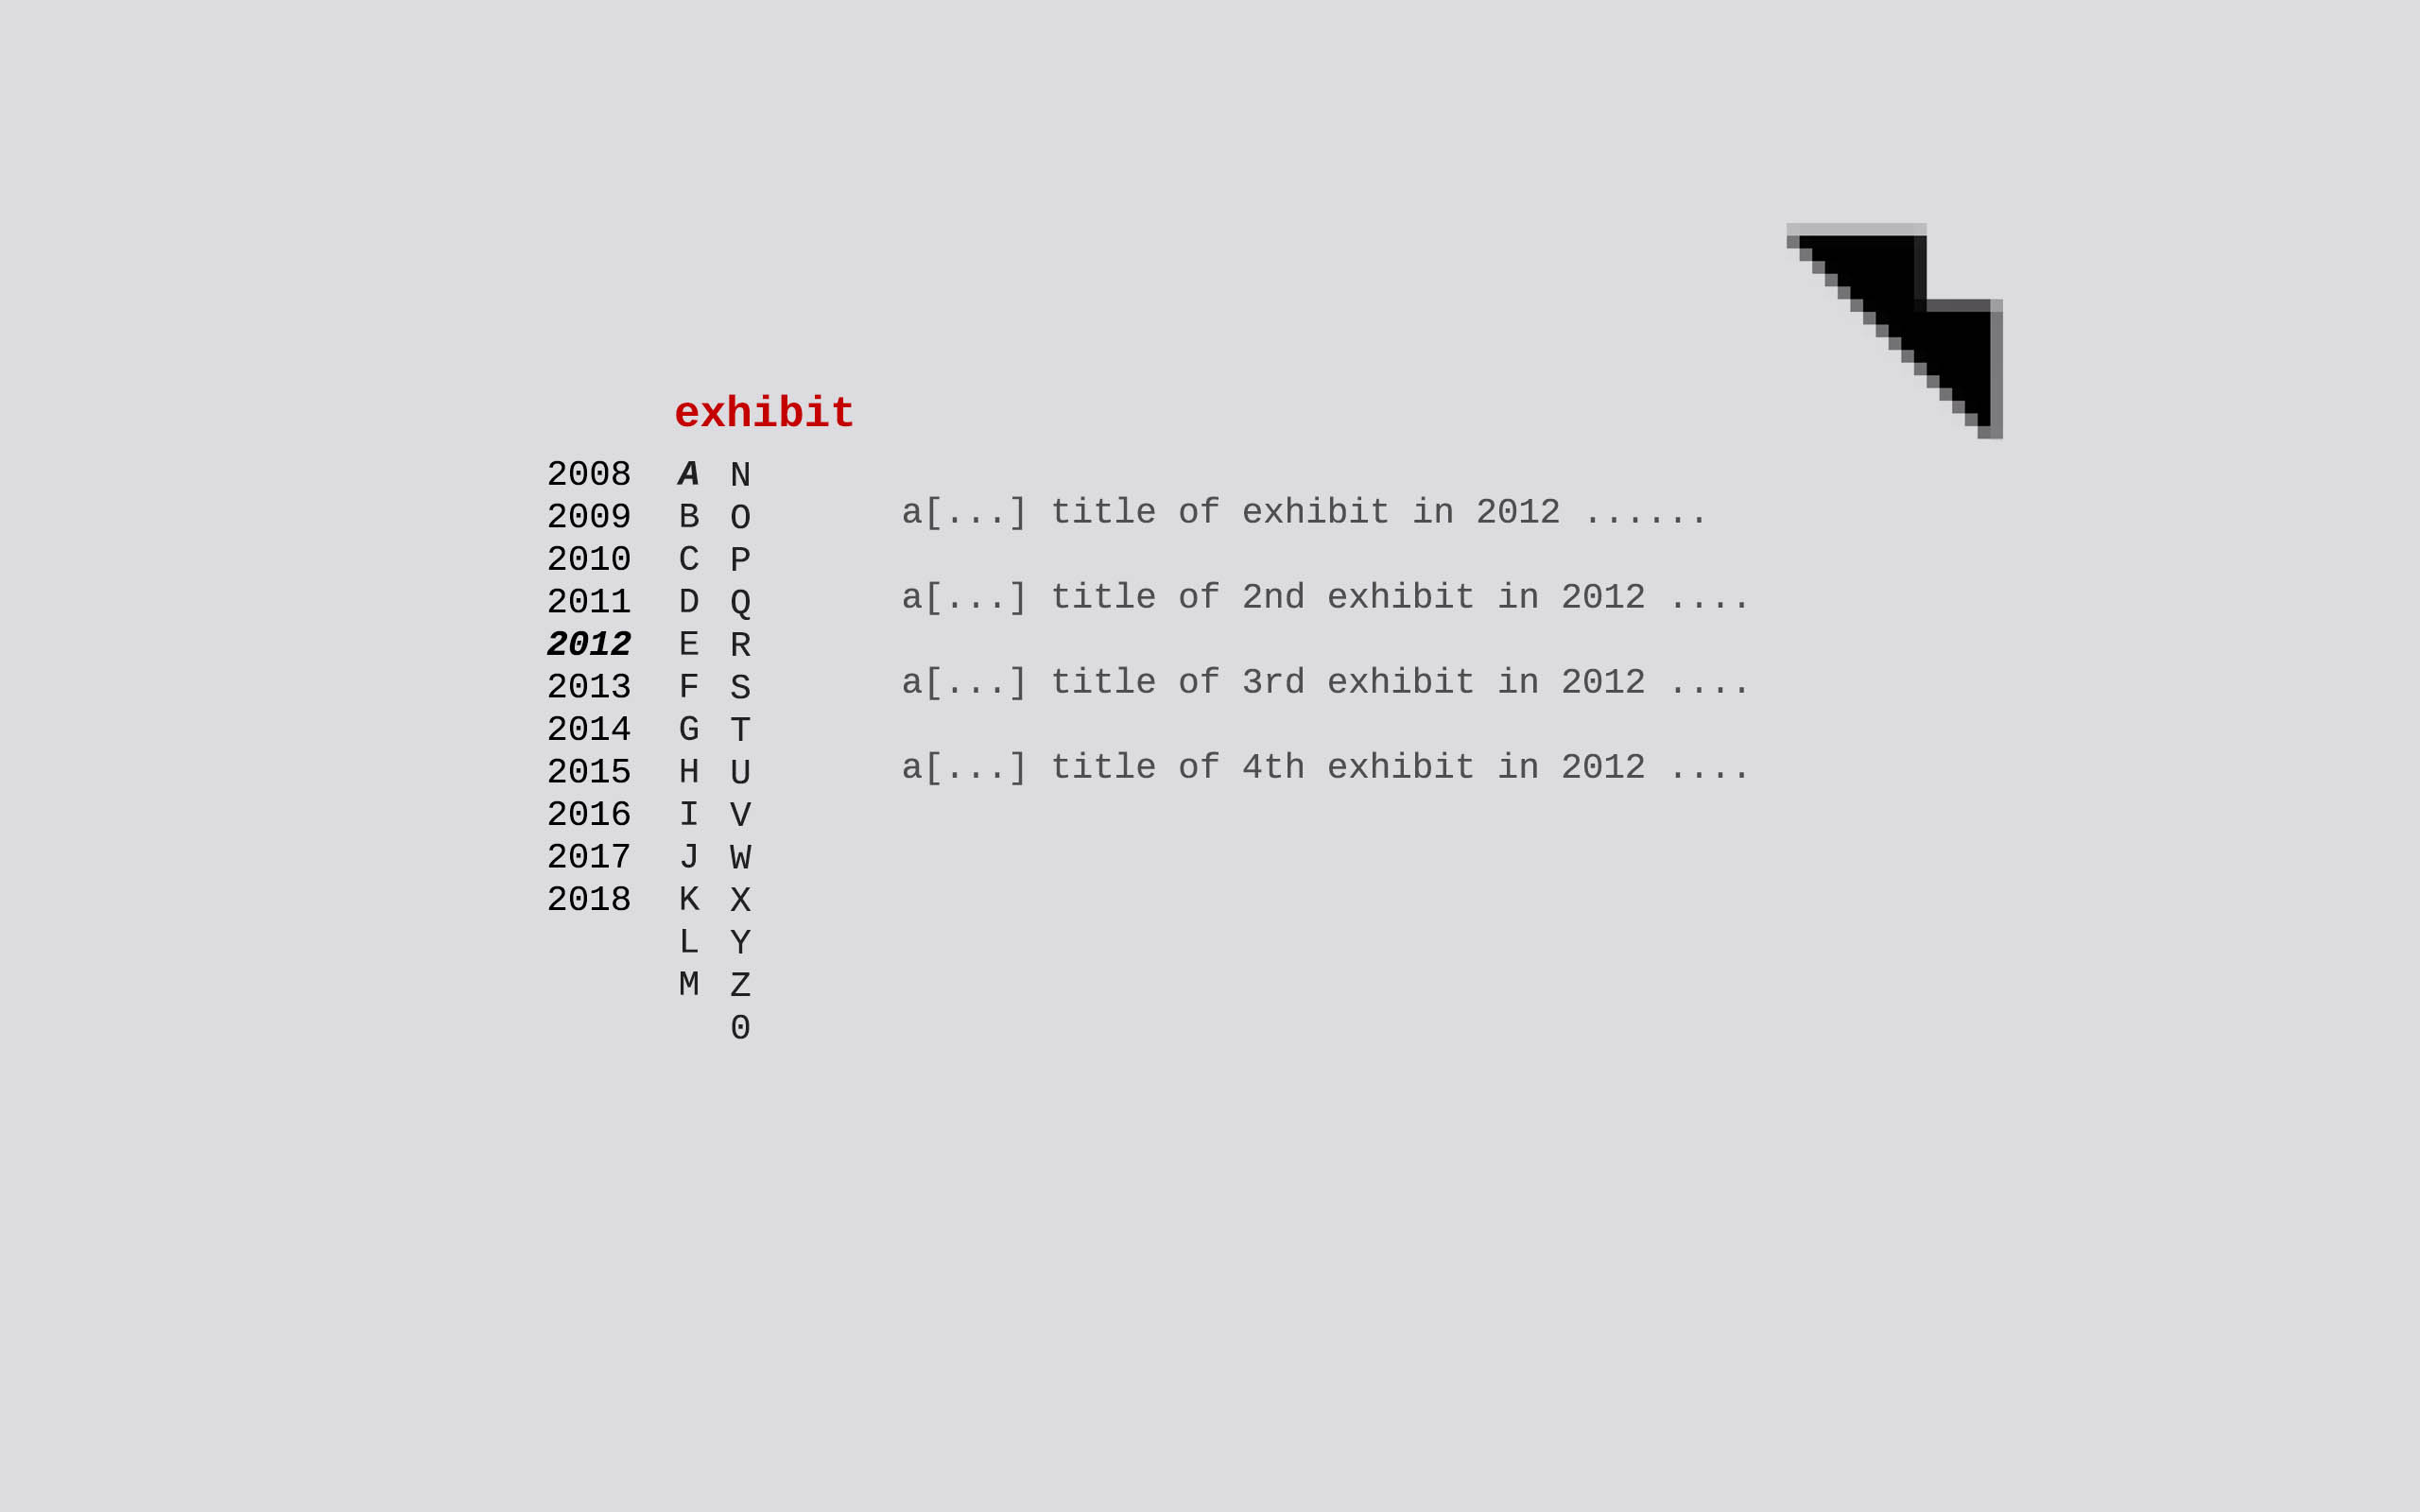 exhibit
2008 A N
2009 B O
a[...] title of exhibit in 2012 ......
2010 C P
2011 D Q
a[...] title of 2nd exhibit in 2012 ....
2012 E R
2013 F S
a[...] title of 3rd exhibit in 2012 ....
2014 G T
2015 H U
a[...] title of 4th exhibit in 2012 ....
2016 I V
2017 J W
2018 K X
L Y
M Z
0